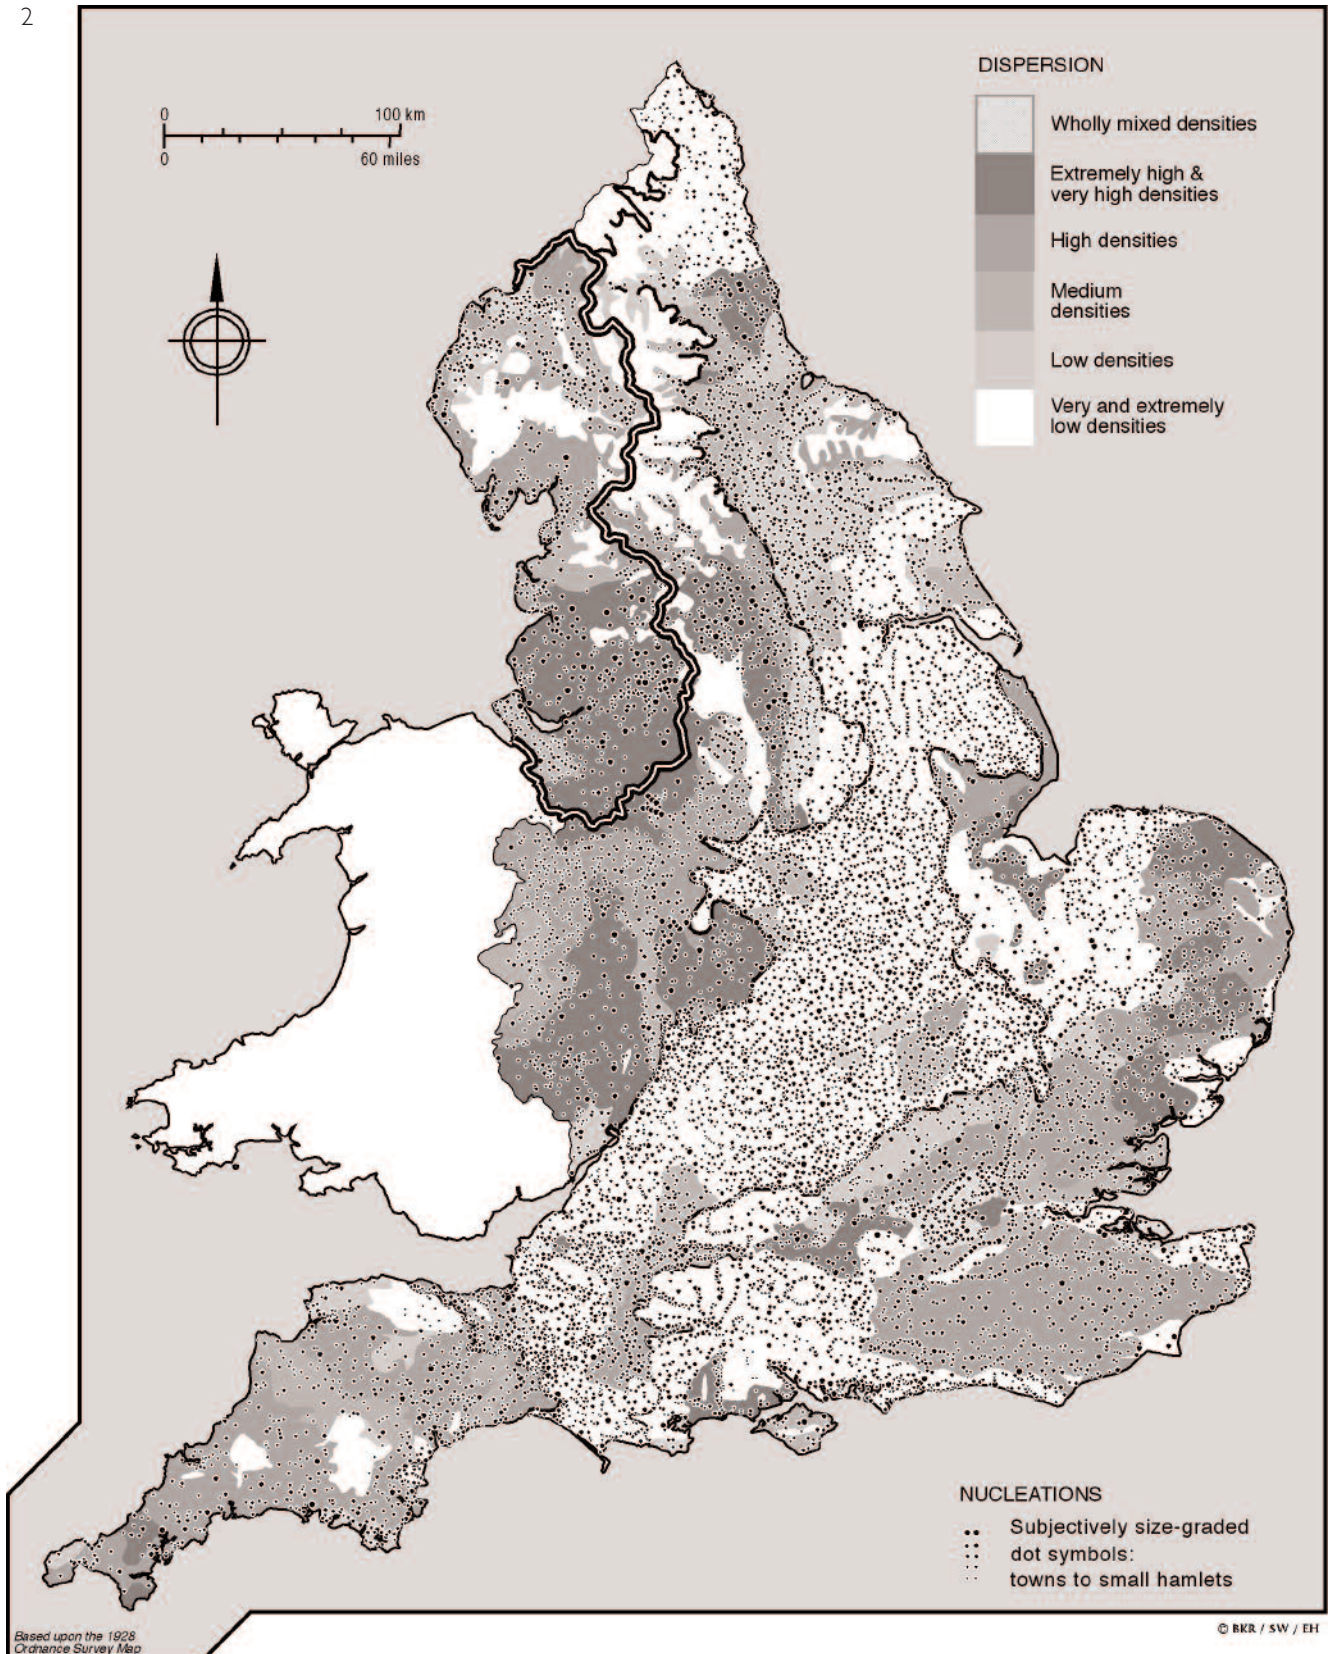 2
0 100 km
0 60 miles
DISPERSION
Wholly mixed densities
Extremely high &
very high densities
High densities
Medium
densities
Low densities
Very and extremely
low densities
NUCLEATIONS
Subjectively size-graded
dot symbols:
towns to small hamlets
Based upon the 1928
Ordnance Survey Map
© BKR / SW / EH